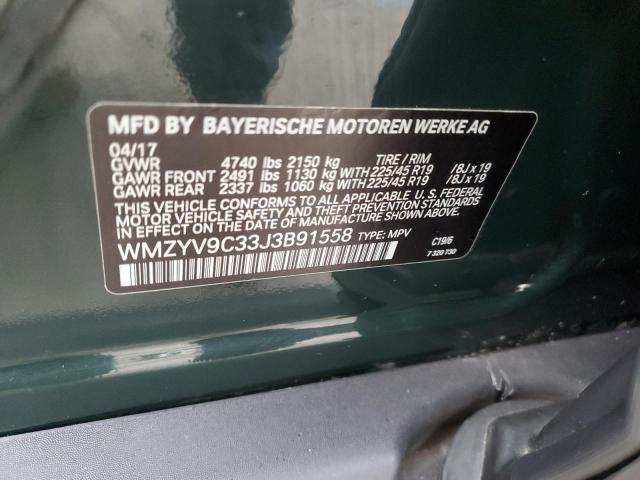 MFD BY BAYERISCHE MOTOREN WERKE AG
04/17
GVWR 4740 lbs 2150 kg TIRE / RIM
GAWR FRONT 2491 lbs 1130 kg WITH 225/45 R19 /8J x 19
GAWR REAR 2337 lbs 1060 kg WITH 225/45 R19 /8J x 19
THIS VEHICLE CONFORMS TO ALL APPLICABLE U.S. FEDERAL
MOTOR VEHICLE SAFETY STANDARDS
IN EFFECT ON THE DATE OF MANUFACTURE SHOWN ABOVE.
WMZYV9C33J3B91558 TYPE: MPV
C19/6
7 320 730